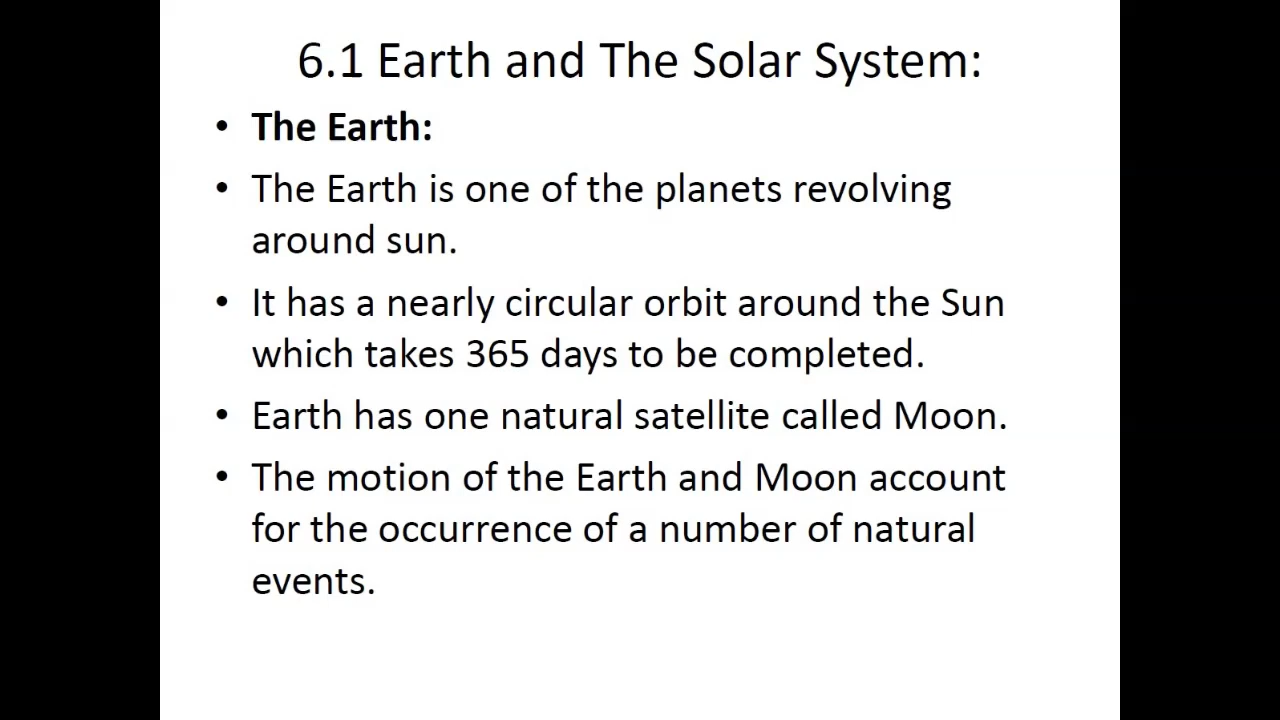 6.1 Earth and The Solar System:
• The Earth:
• The Earth is one of the planets revolving
around sun.
• It has a nearly circular orbit around the Sun
which takes 365 days to be completed.
• Earth has one natural satellite called Moon.
• The motion of the Earth and Moon account
for the occurrence of a number of natural
events.